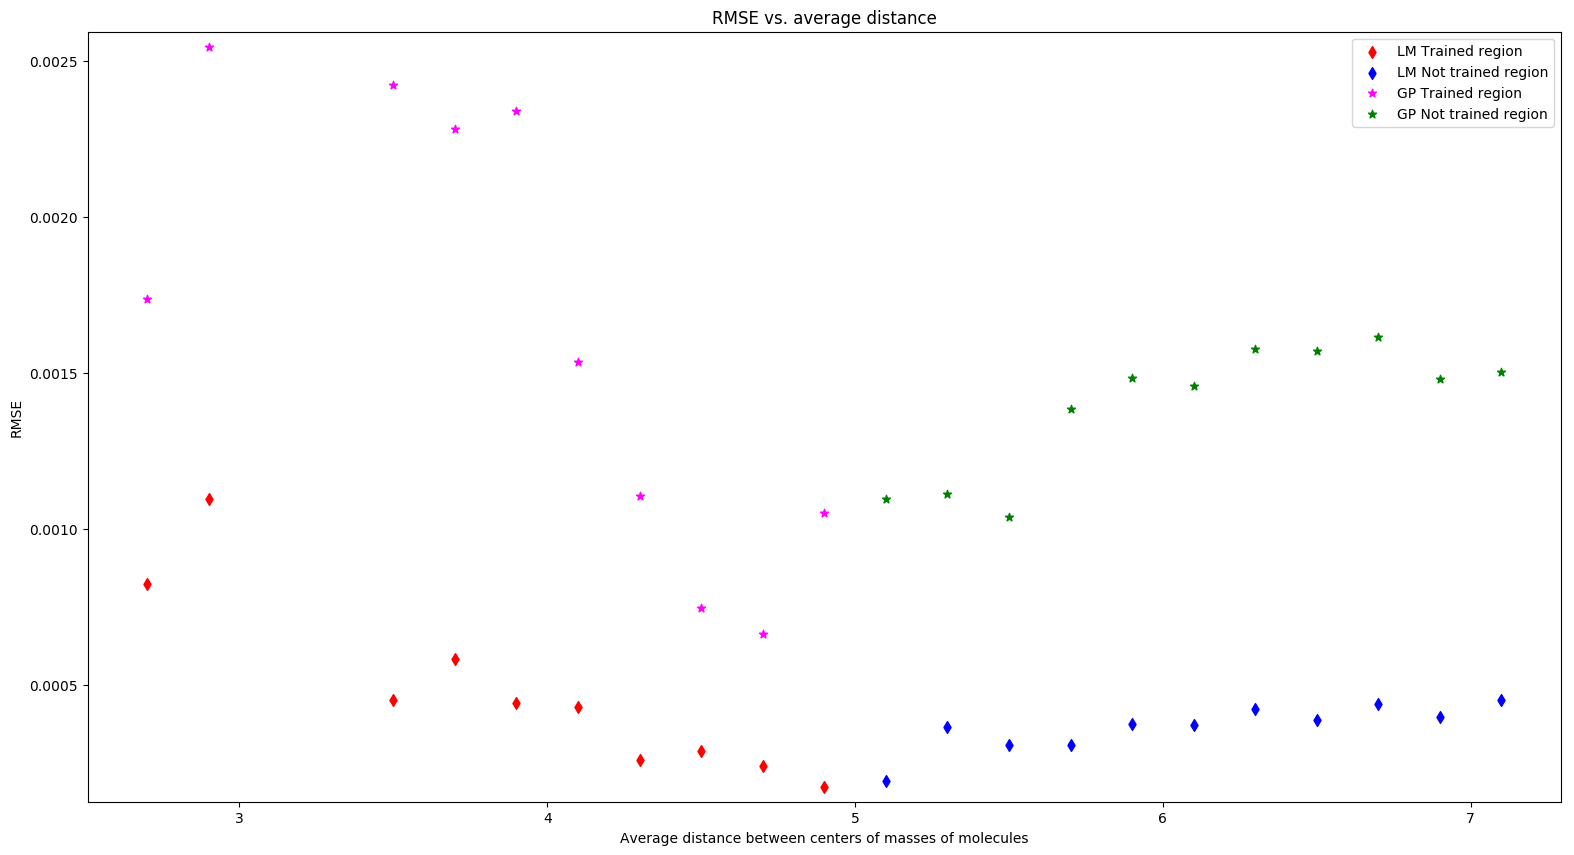 RMSE vs. average distance
LM Trained region
LM Not trained region
GP Trained region
GP Not trained region
RMSE
0.0025
0.0020
0.0015
0.0010
0.0005
3 4 5 6 7
Average distance between centers of masses of molecules